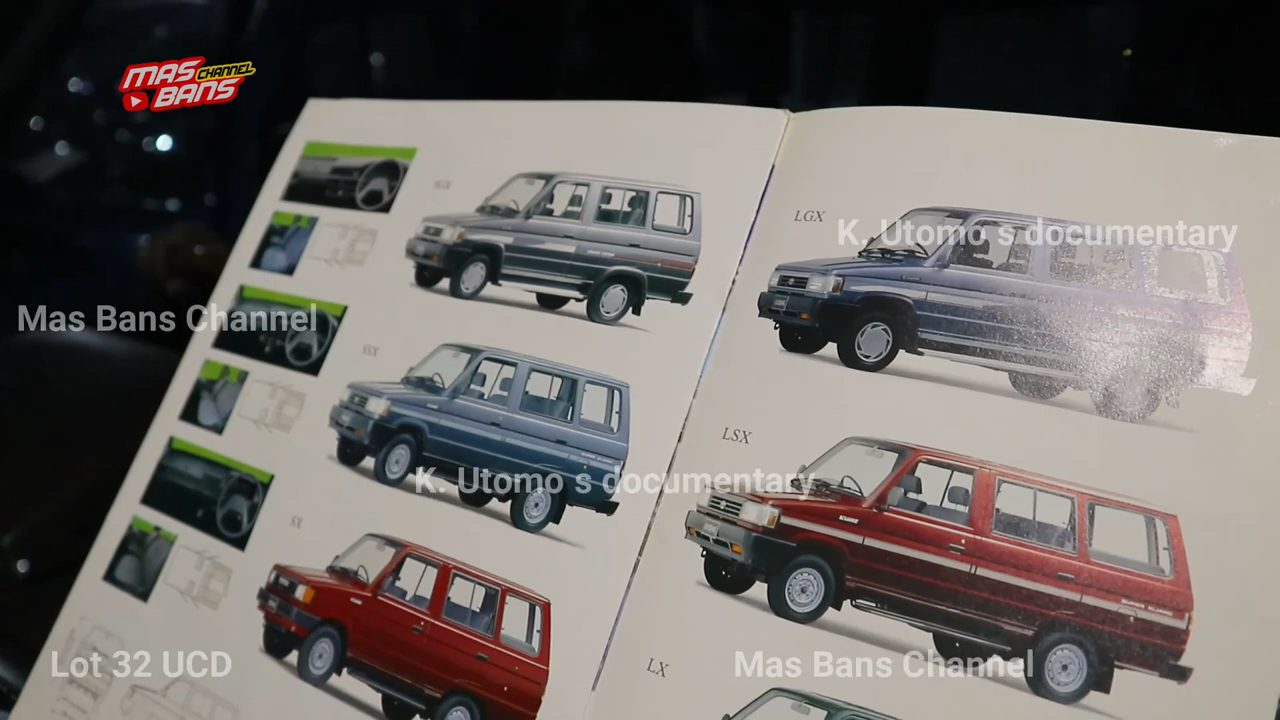 MAS CHANNEL
BANS
LGX
K. Utomo s documentary
Mas Bans Channel
SSX
LSX
K. Utomo s documentary
SX
LX
Lot 32 UCD
Mas Bans Channel